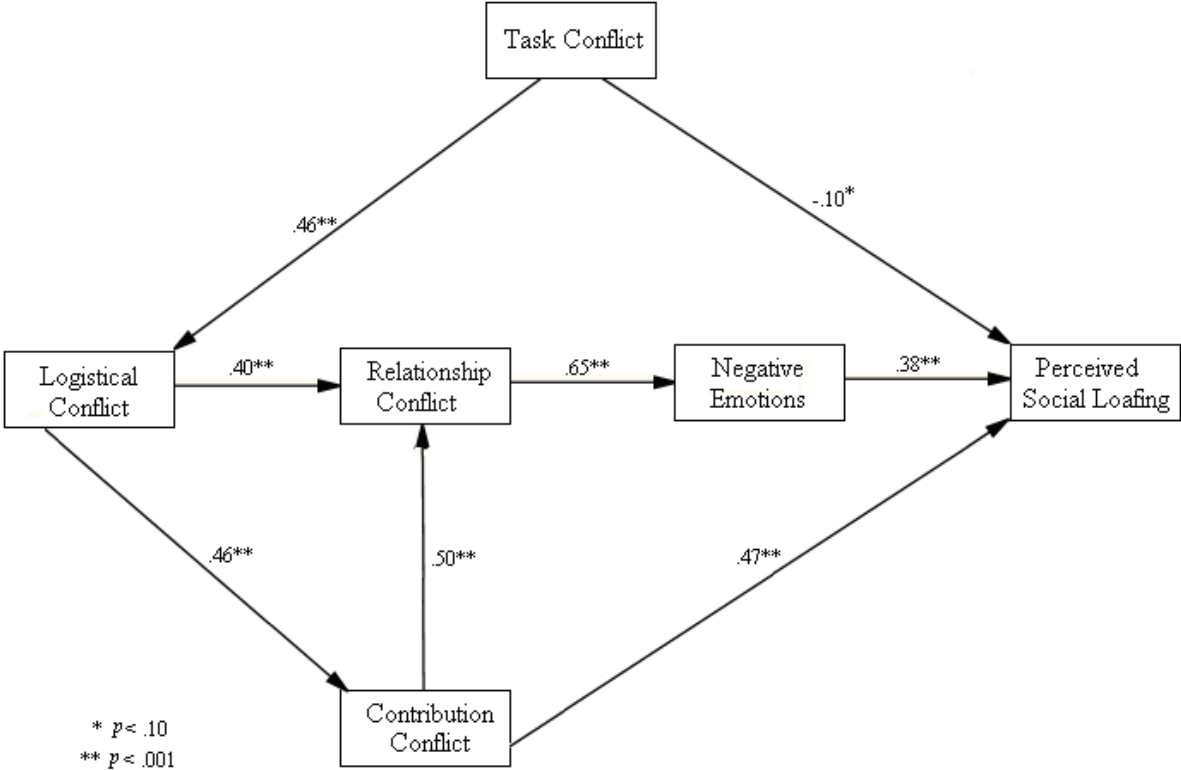 Task Conflict
-.10*
.46**
Logistical
Conflict
.40**
Relationship
Conflict
.65**
Negative
Emotions
.38**
Perceived
Social Loafing
.46**
.50**
.47**
Contribution
Conflict
* p< .10
** p< .001